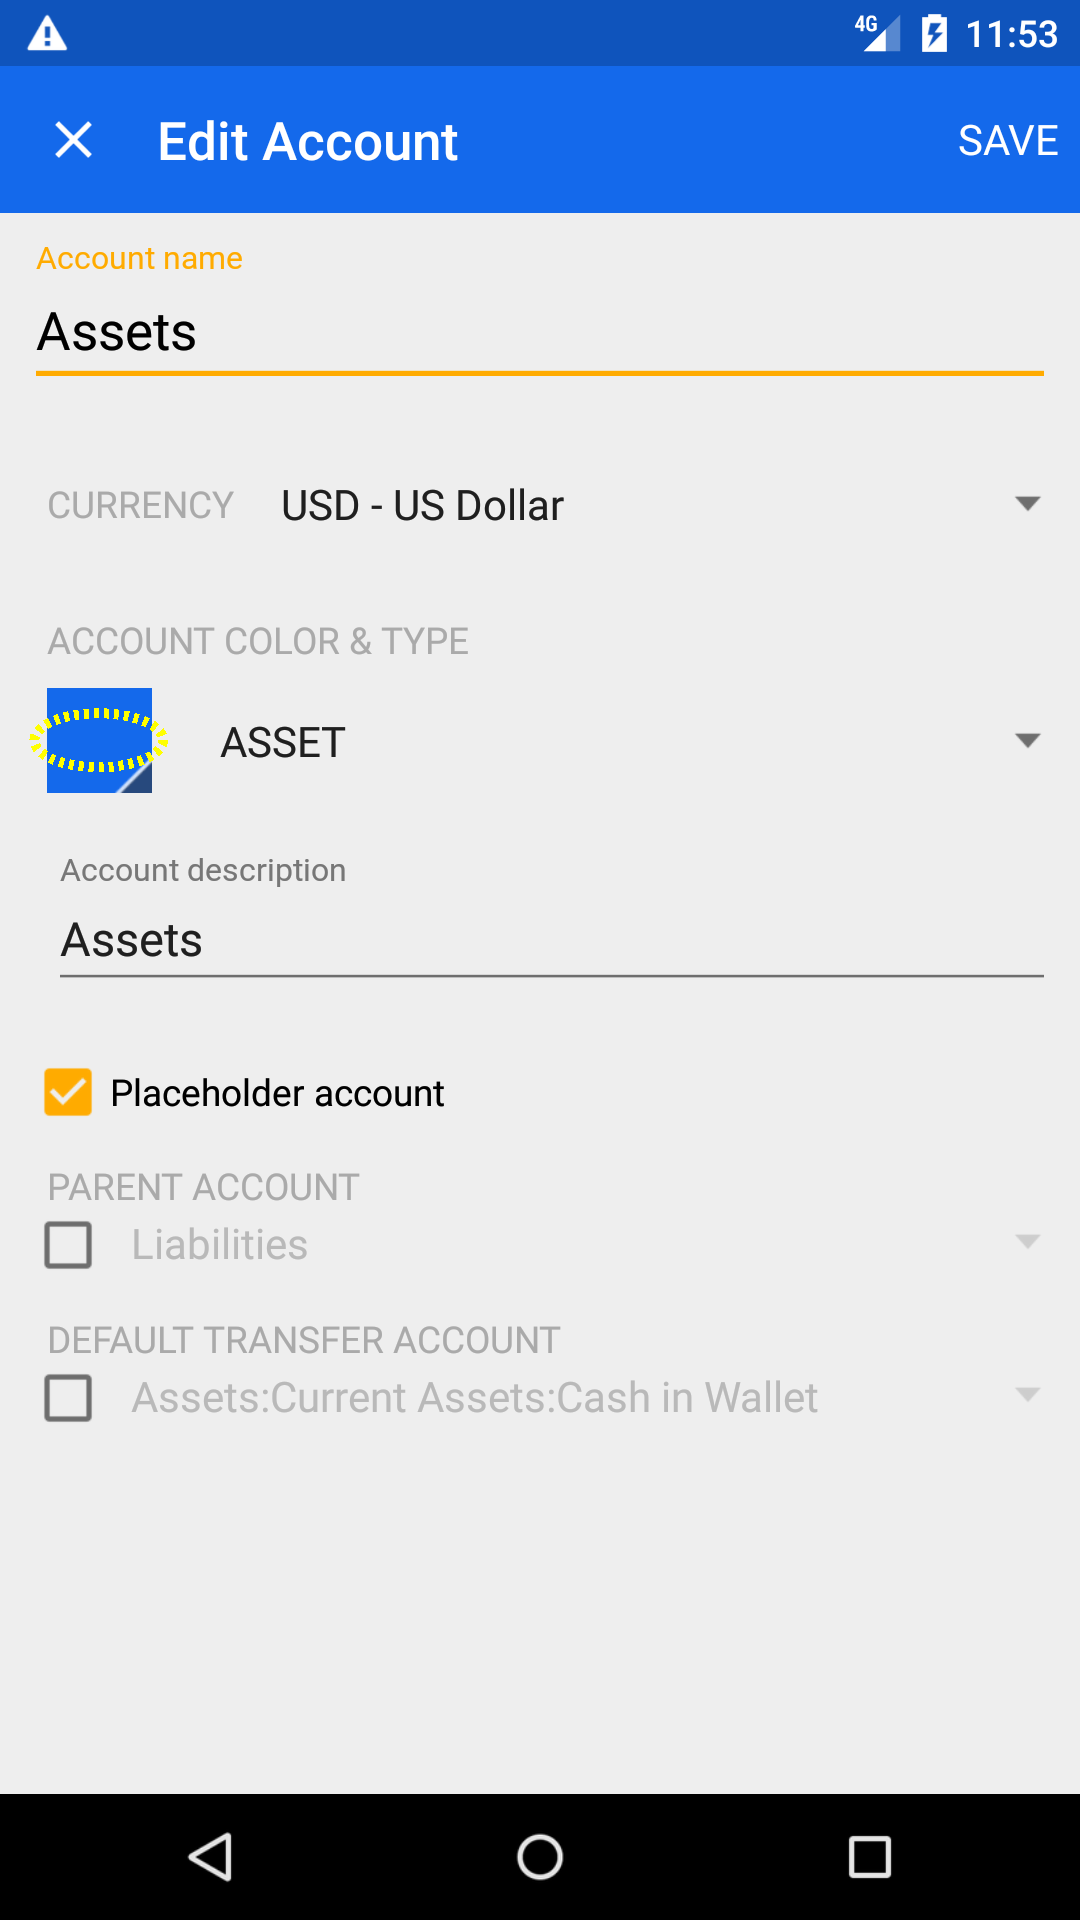 4G 11:53
Edit Account SAVE
Account name
Assets
CURRENCY USD - US Dollar
ACCOUNT COLOR & TYPE
ASSET
Account description
Assets
Placeholder account
PARENT ACCOUNT
Liabilities
DEFAULT TRANSFER ACCOUNT
Assets:Current Assets:Cash in Wallet